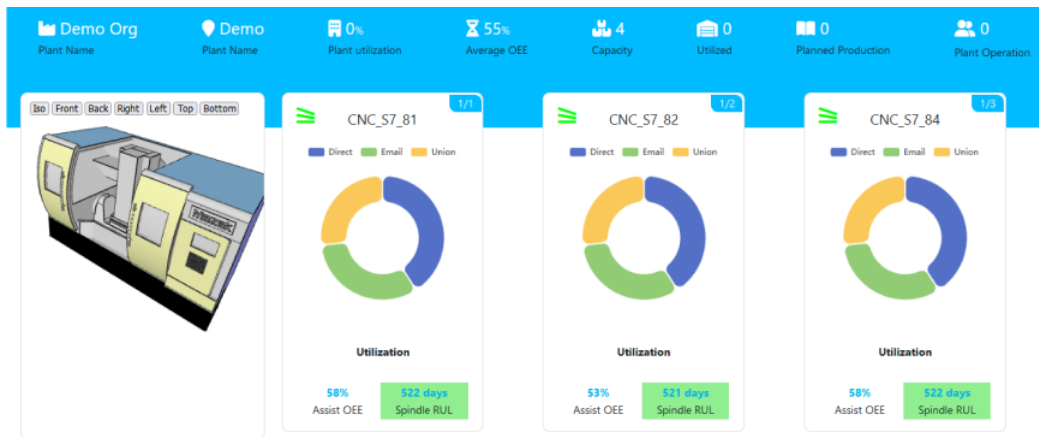 Demo Org
Plant Name
Demo
Plant Name
0%
Plant utilization
55%
Average OEE
4
Capacity
0
Utilized
0
Planned Production
0
Plant Operation
Iso Front Back Right Left Top Bottom
1/1
CNC_S7_81
Direct Email Union
Utilization
58%
Assist OEE
522 days
Spindle RUL
1/2
CNC_S7_82
Direct Email Union
Utilization
53%
Assist OEE
521 days
Spindle RUL
1/3
CNC_S7_84
Direct Email Union
Utilization
58%
Assist OEE
522 days
Spindle RUL